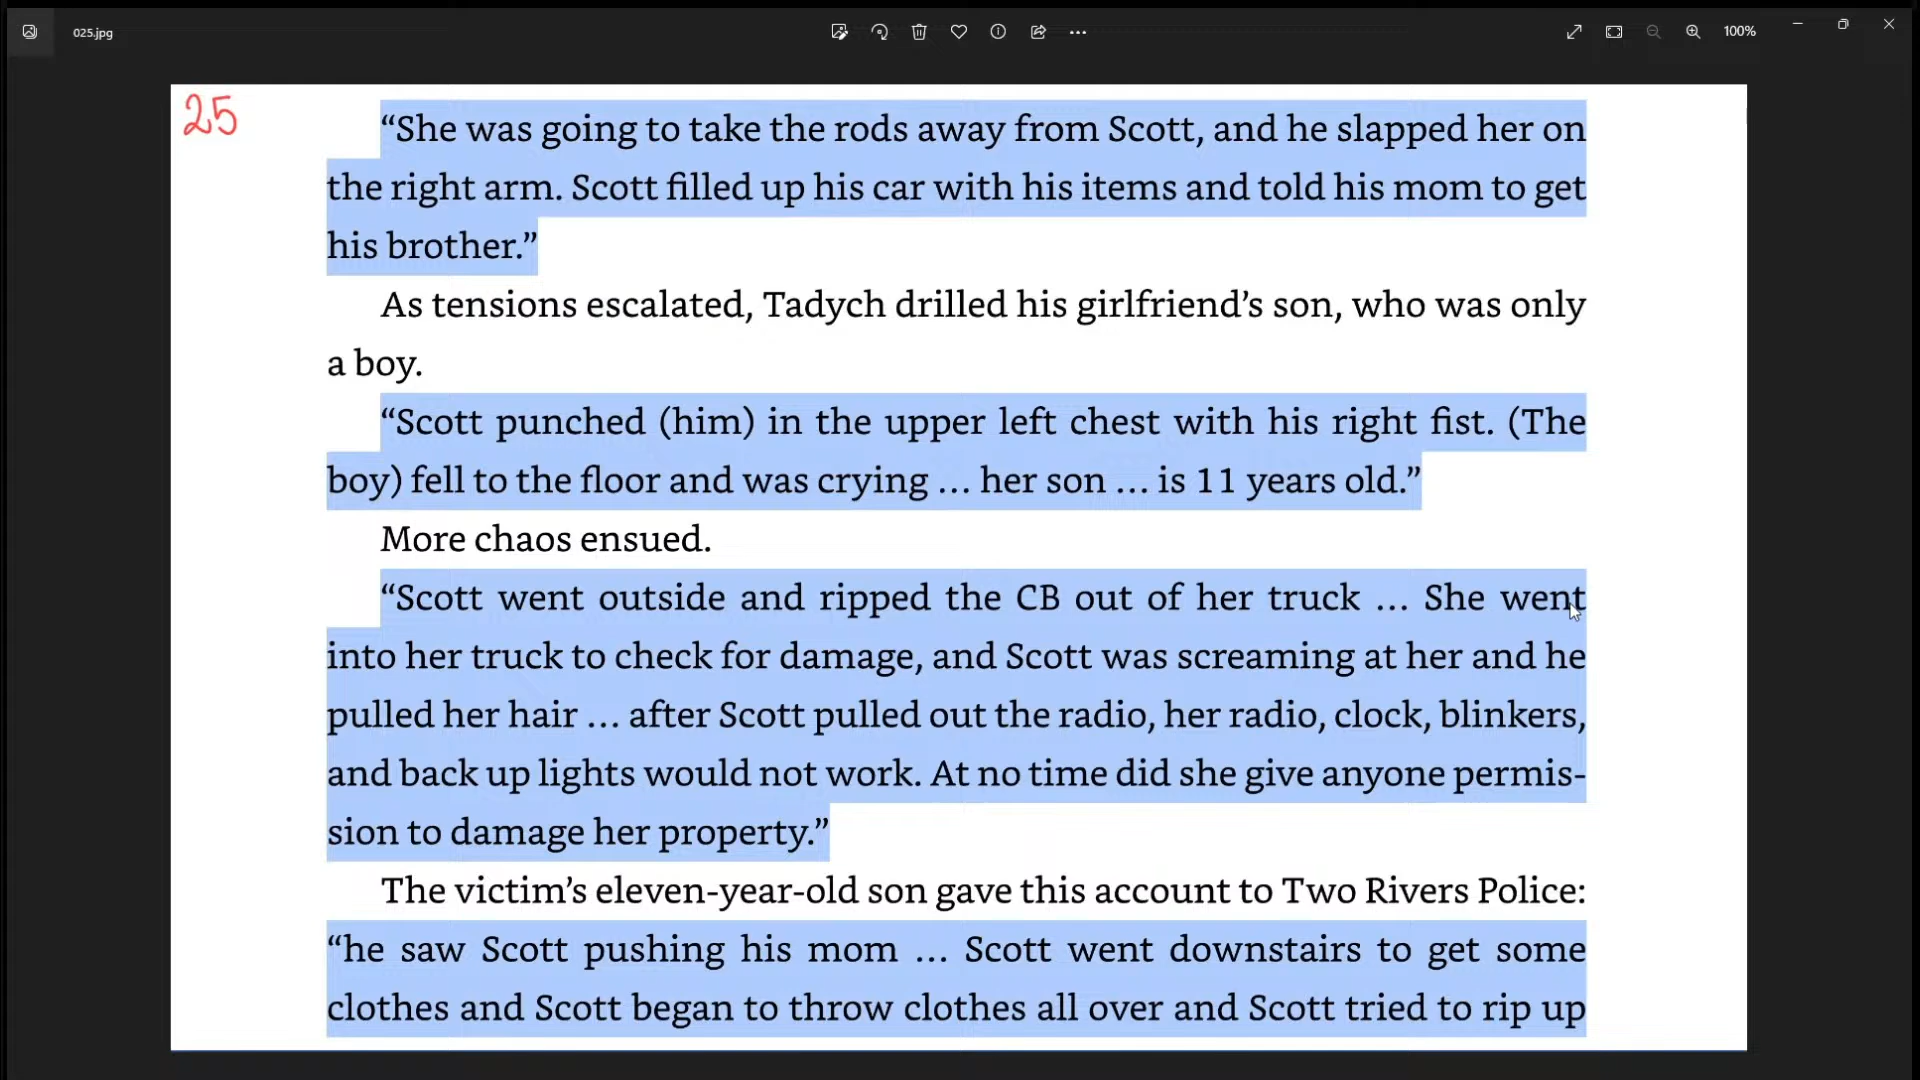 025.jpg
100%
25
“She was going to take the rods away from Scott, and he slapped her on
the right arm. Scott filled up his car with his items and told his mom to get
his brother.”
As tensions escalated, Tadych drilled his girlfriend’s son, who was only
a boy.
“Scott punched (him) in the upper left chest with his right fist. (The
boy) fell to the floor and was crying … her son … is 11 years old.”
More chaos ensued.
“Scott went outside and ripped the CB out of her truck … She went
into her truck to check for damage, and Scott was screaming at her and he
pulled her hair … after Scott pulled out the radio, her radio, clock, blinkers,
and back up lights would not work. At no time did she give anyone permis-
sion to damage her property.”
The victim’s eleven-year-old son gave this account to Two Rivers Police:
“he saw Scott pushing his mom … Scott went downstairs to get some
clothes and Scott began to throw clothes all over and Scott tried to rip up